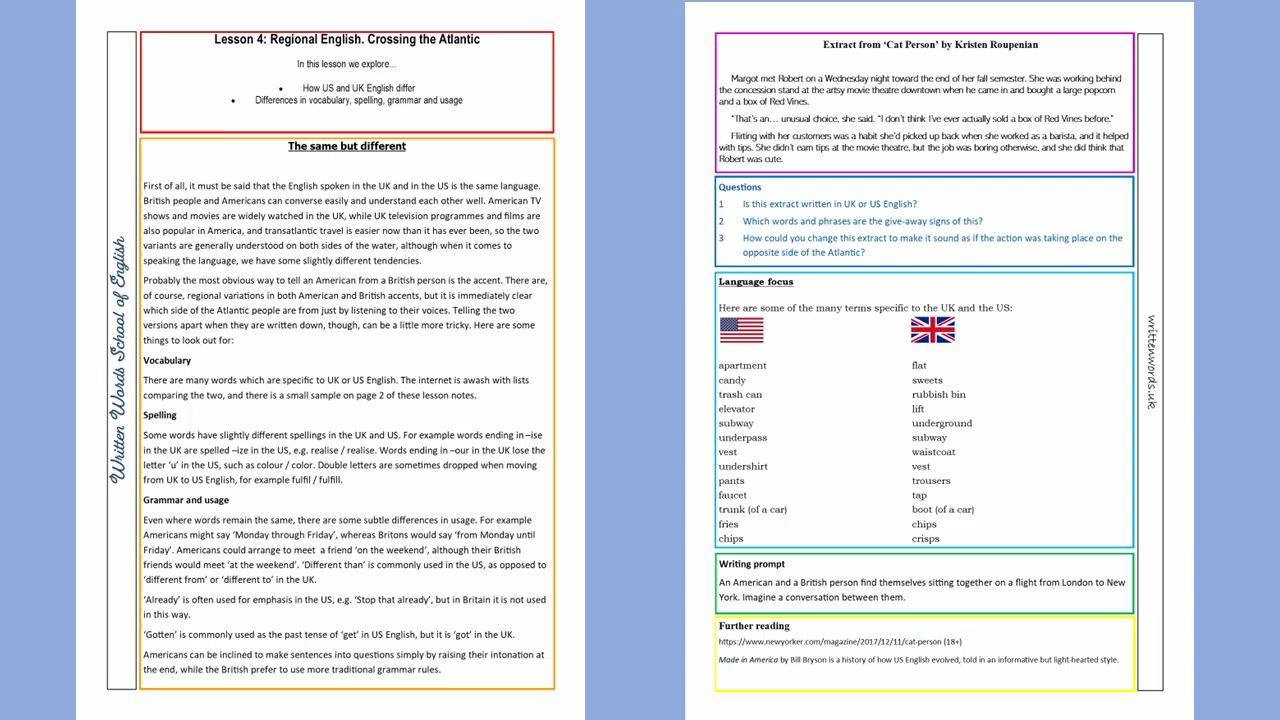 Written Words School of English
Lesson 4: Regional English. Crossing the Atlantic
In this lesson we explore...
• How US and UK English differ
• Differences in vocabulary, spelling, grammar and usage
The same but different
First of all, it must be said that the English spoken in the UK and in the US is the same language.
British people and Americans can converse easily and understand each other well. American TV
shows and movies are widely watched in the UK, while UK television programmes and films are
also popular in America, and transatlantic travel is easier now than it has ever been, so the two
variants are generally understood on both sides of the water, although when it comes to
speaking the language, we have some slightly different tendencies.
Probably the most obvious way to tell an American from a British person is the accent. There are,
of course, regional variations in both American and British accents, but it is immediately clear
which side of the Atlantic people are from just by listening to their voices. Telling the two
versions apart when they are written down, though, can be a little more tricky. Here are some
things to look out for:
Vocabulary
There are many words which are specific to UK or US English. The internet is awash with lists
comparing the two, and there is a small sample on page 2 of these lesson notes.
Spelling
Some words have slightly different spellings in the UK and US. For example words ending in –ise
in the UK are spelled –ize in the US, e.g. realise / realise. Words ending in –our in the UK lose the
letter 'u' in the US, such as colour / color. Double letters are sometimes dropped when moving
from UK to US English, for example fulfil / fulfill.
Grammar and usage
Even where words remain the same, there are some subtle differences in usage. For example
Americans might say 'Monday through Friday', whereas Britons would say 'from Monday until
Friday'. Americans could arrange to meet a friend 'on the weekend', although their British
friends would meet 'at the weekend'. 'Different than' is commonly used in the US, as opposed to
'different from' or 'different to' in the UK.
'Already' is often used for emphasis in the US, e.g. 'Stop that already', but in Britain it is not used
in this way.
'Gotten' is commonly used as the past tense of 'get' in US English, but it is 'got' in the UK.
Americans can be inclined to make sentences into questions simply by raising their intonation at
the end, while the British prefer to use more traditional grammar rules.
Extract from 'Cat Person' by Kristen Roupenian
Margot met Robert on a Wednesday night toward the end of her fall semester. She was working behind
the concession stand at the artsy movie theatre downtown when he came in and bought a large popcorn
and a box of Red Vines.
"That's an… unusual choice, she said. "I don't think I've ever actually sold a box of Red Vines before."
Flirting with her customers was a habit she'd picked up back when she worked as a barista, and it helped
with tips. She didn't earn tips at the movie theatre, but the job was boring otherwise, and she did think that
Robert was cute.
Questions
1 Is this extract written in UK or US English?
2 Which words and phrases are the give-away signs of this?
3 How could you change this extract to make it sound as if the action was taking place on the
opposite side of the Atlantic?
Language focus
Here are some of the many terms specific to the UK and the US:
apartment flat
candy sweets
trash can rubbish bin
elevator lift
subway underground
underpass subway
vest waistcoat
undershirt vest
pants trousers
faucet tap
trunk (of a car) boot (of a car)
fries chips
chips crisps
Writing prompt
An American and a British person find themselves sitting together on a flight from London to New
York. Imagine a conversation between them.
Further reading
https://www.newyorker.com/magazine/2017/12/11/cat-person (18+)
Made in America by Bill Bryson is a history of how US English evolved, told in an informative but light-hearted style.
writtenwords.uk